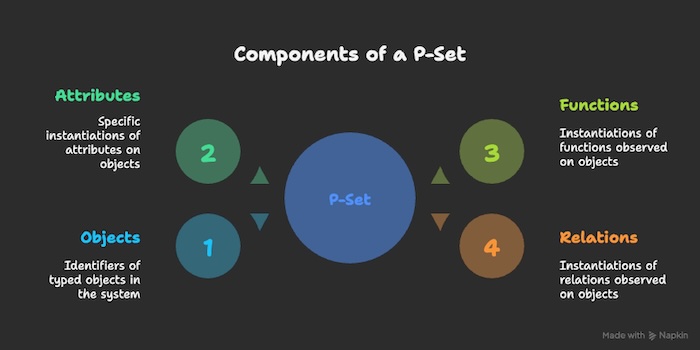 Components of a P-Set
Attributes
Specific
instantiations of
attributes on
objects
2
Objects
Identifiers of
typed objects in
the system
1
P-Set
3
Functions
Instantiations of
functions observed
on objects
4
Relations
Instantiations of
relations observed
on objects
Made with Napkin